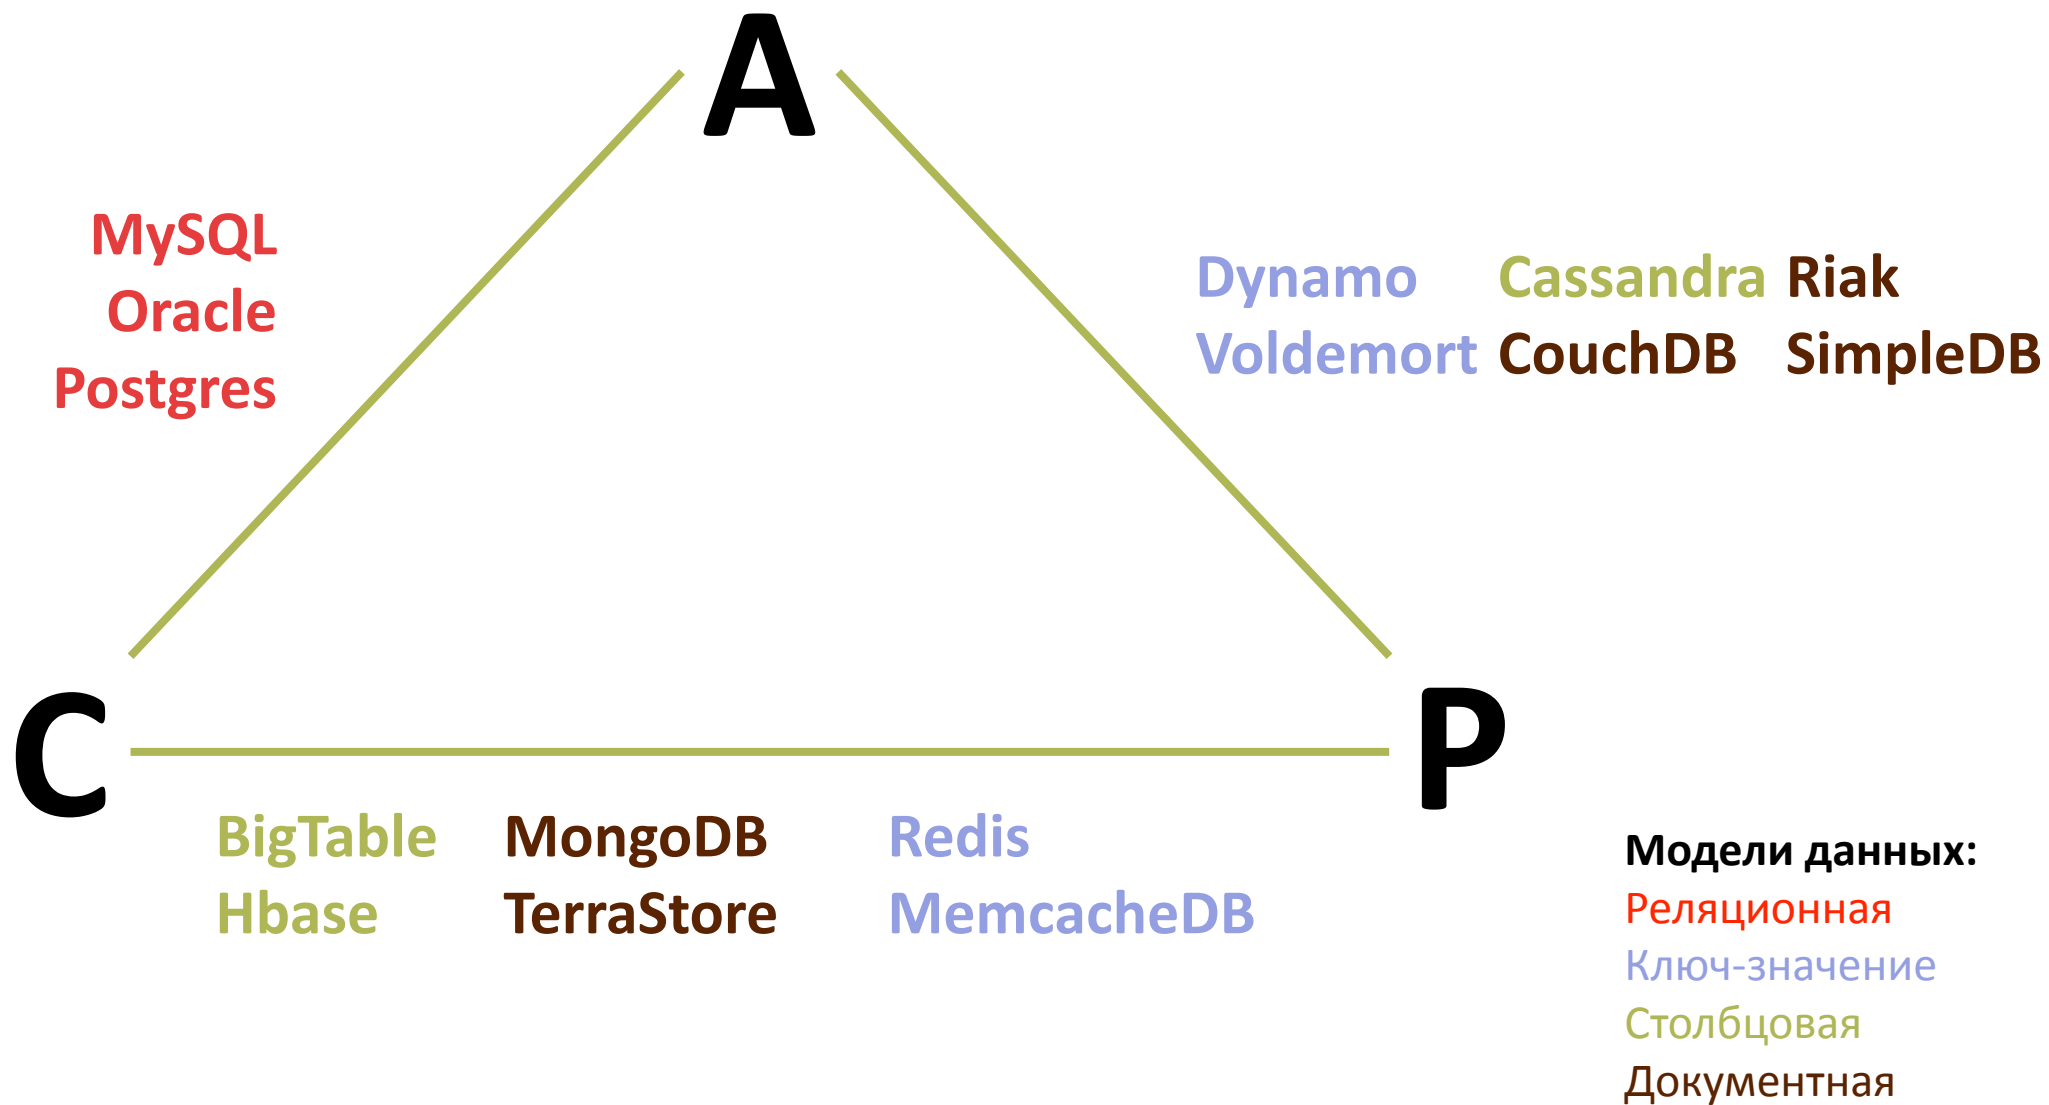 A
MySQL
Oracle
Postgres
Dynamo Cassandra Riak
Voldemort CouchDB SimpleDB
C
P
BigTable MongoDB Redis
Hbase TerraStore MemcacheDB
Модели данных:
Реляционная
Ключ-значение
Столбцовая
Документная